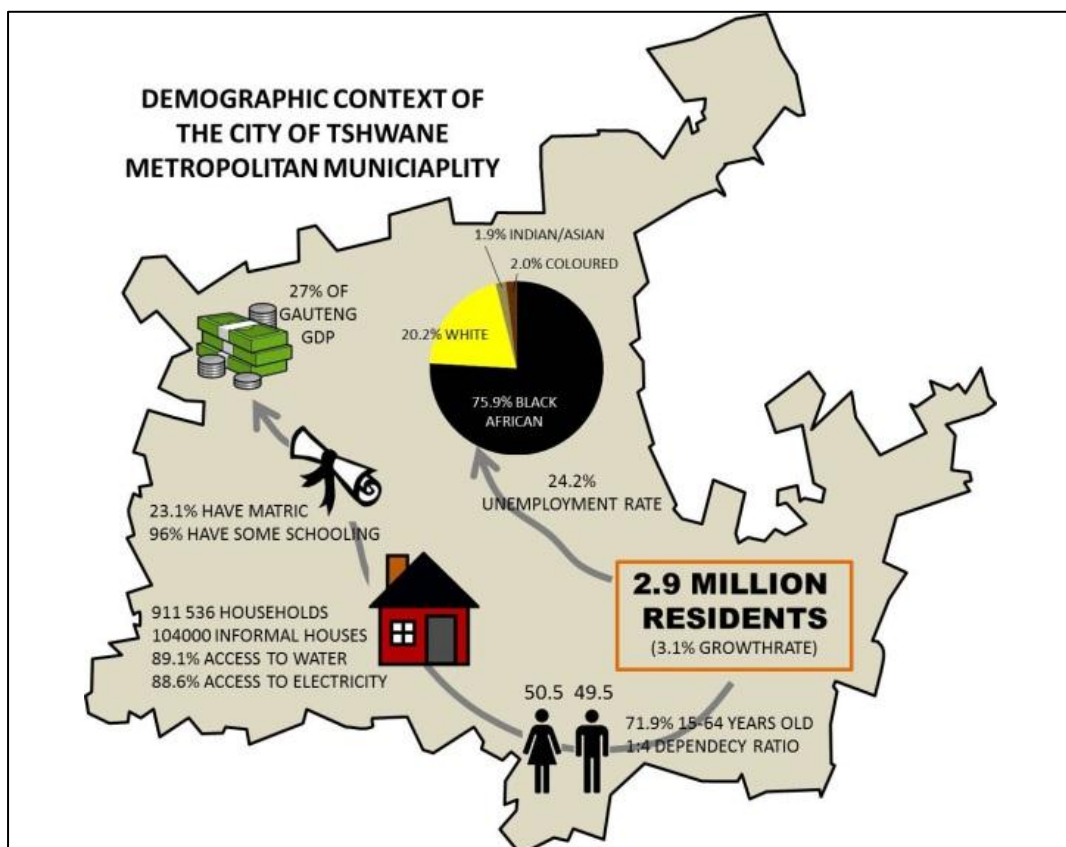 DEMOGRAPHIC CONTEXT OF
THE CITY OF TSHWANE
METROPOLITAN MUNICIAPLITY
1.9% INDIAN/ASIAN
2.0% COLOURED
27% OF
GAUTENG
GDP
20.2% WHITE
75.9% BLACK
AFRICAN
24.2%
UNEMPLOYMENT RATE
23.1% HAVE MATRIC
96% HAVE SOME SCHOOLING
2.9 MILLION
RESIDENTS
(3.1% GROWTHRATE)
911 536 HOUSEHOLDS
104000 INFORMAL HOUSES
89.1% ACCESS TO WATER
88.6% ACCESS TO ELECTRICITY
50.5 49.5
71.9% 15-64 YEARS OLD
1:4 DEPENDECY RATIO